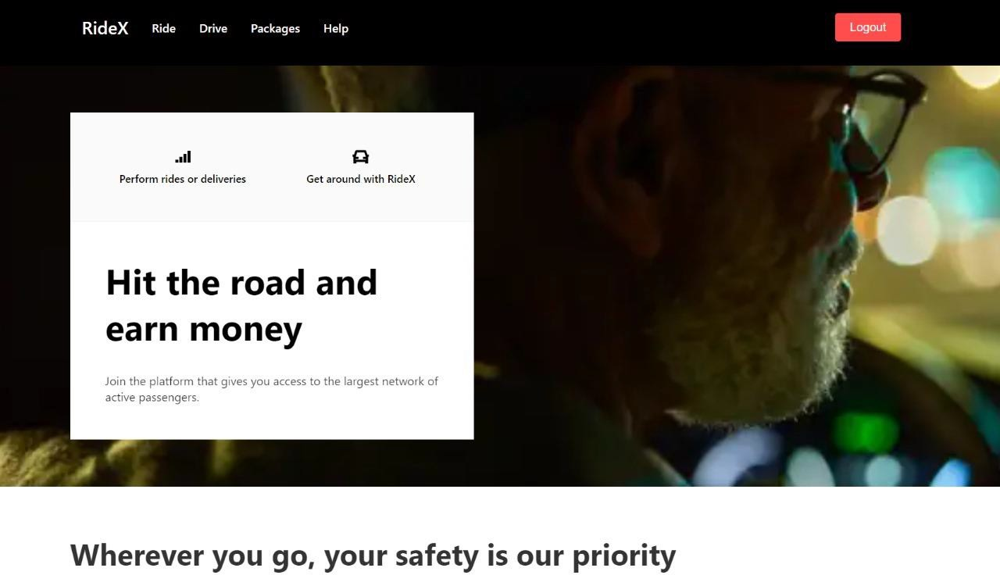 RideX Ride Drive Packages Help Logout
Perform rides or deliveries
Get around with RideX
Hit the road and
earn money
Join the platform that gives you access to the largest network of
active passengers.
Wherever you go, your safety is our priority